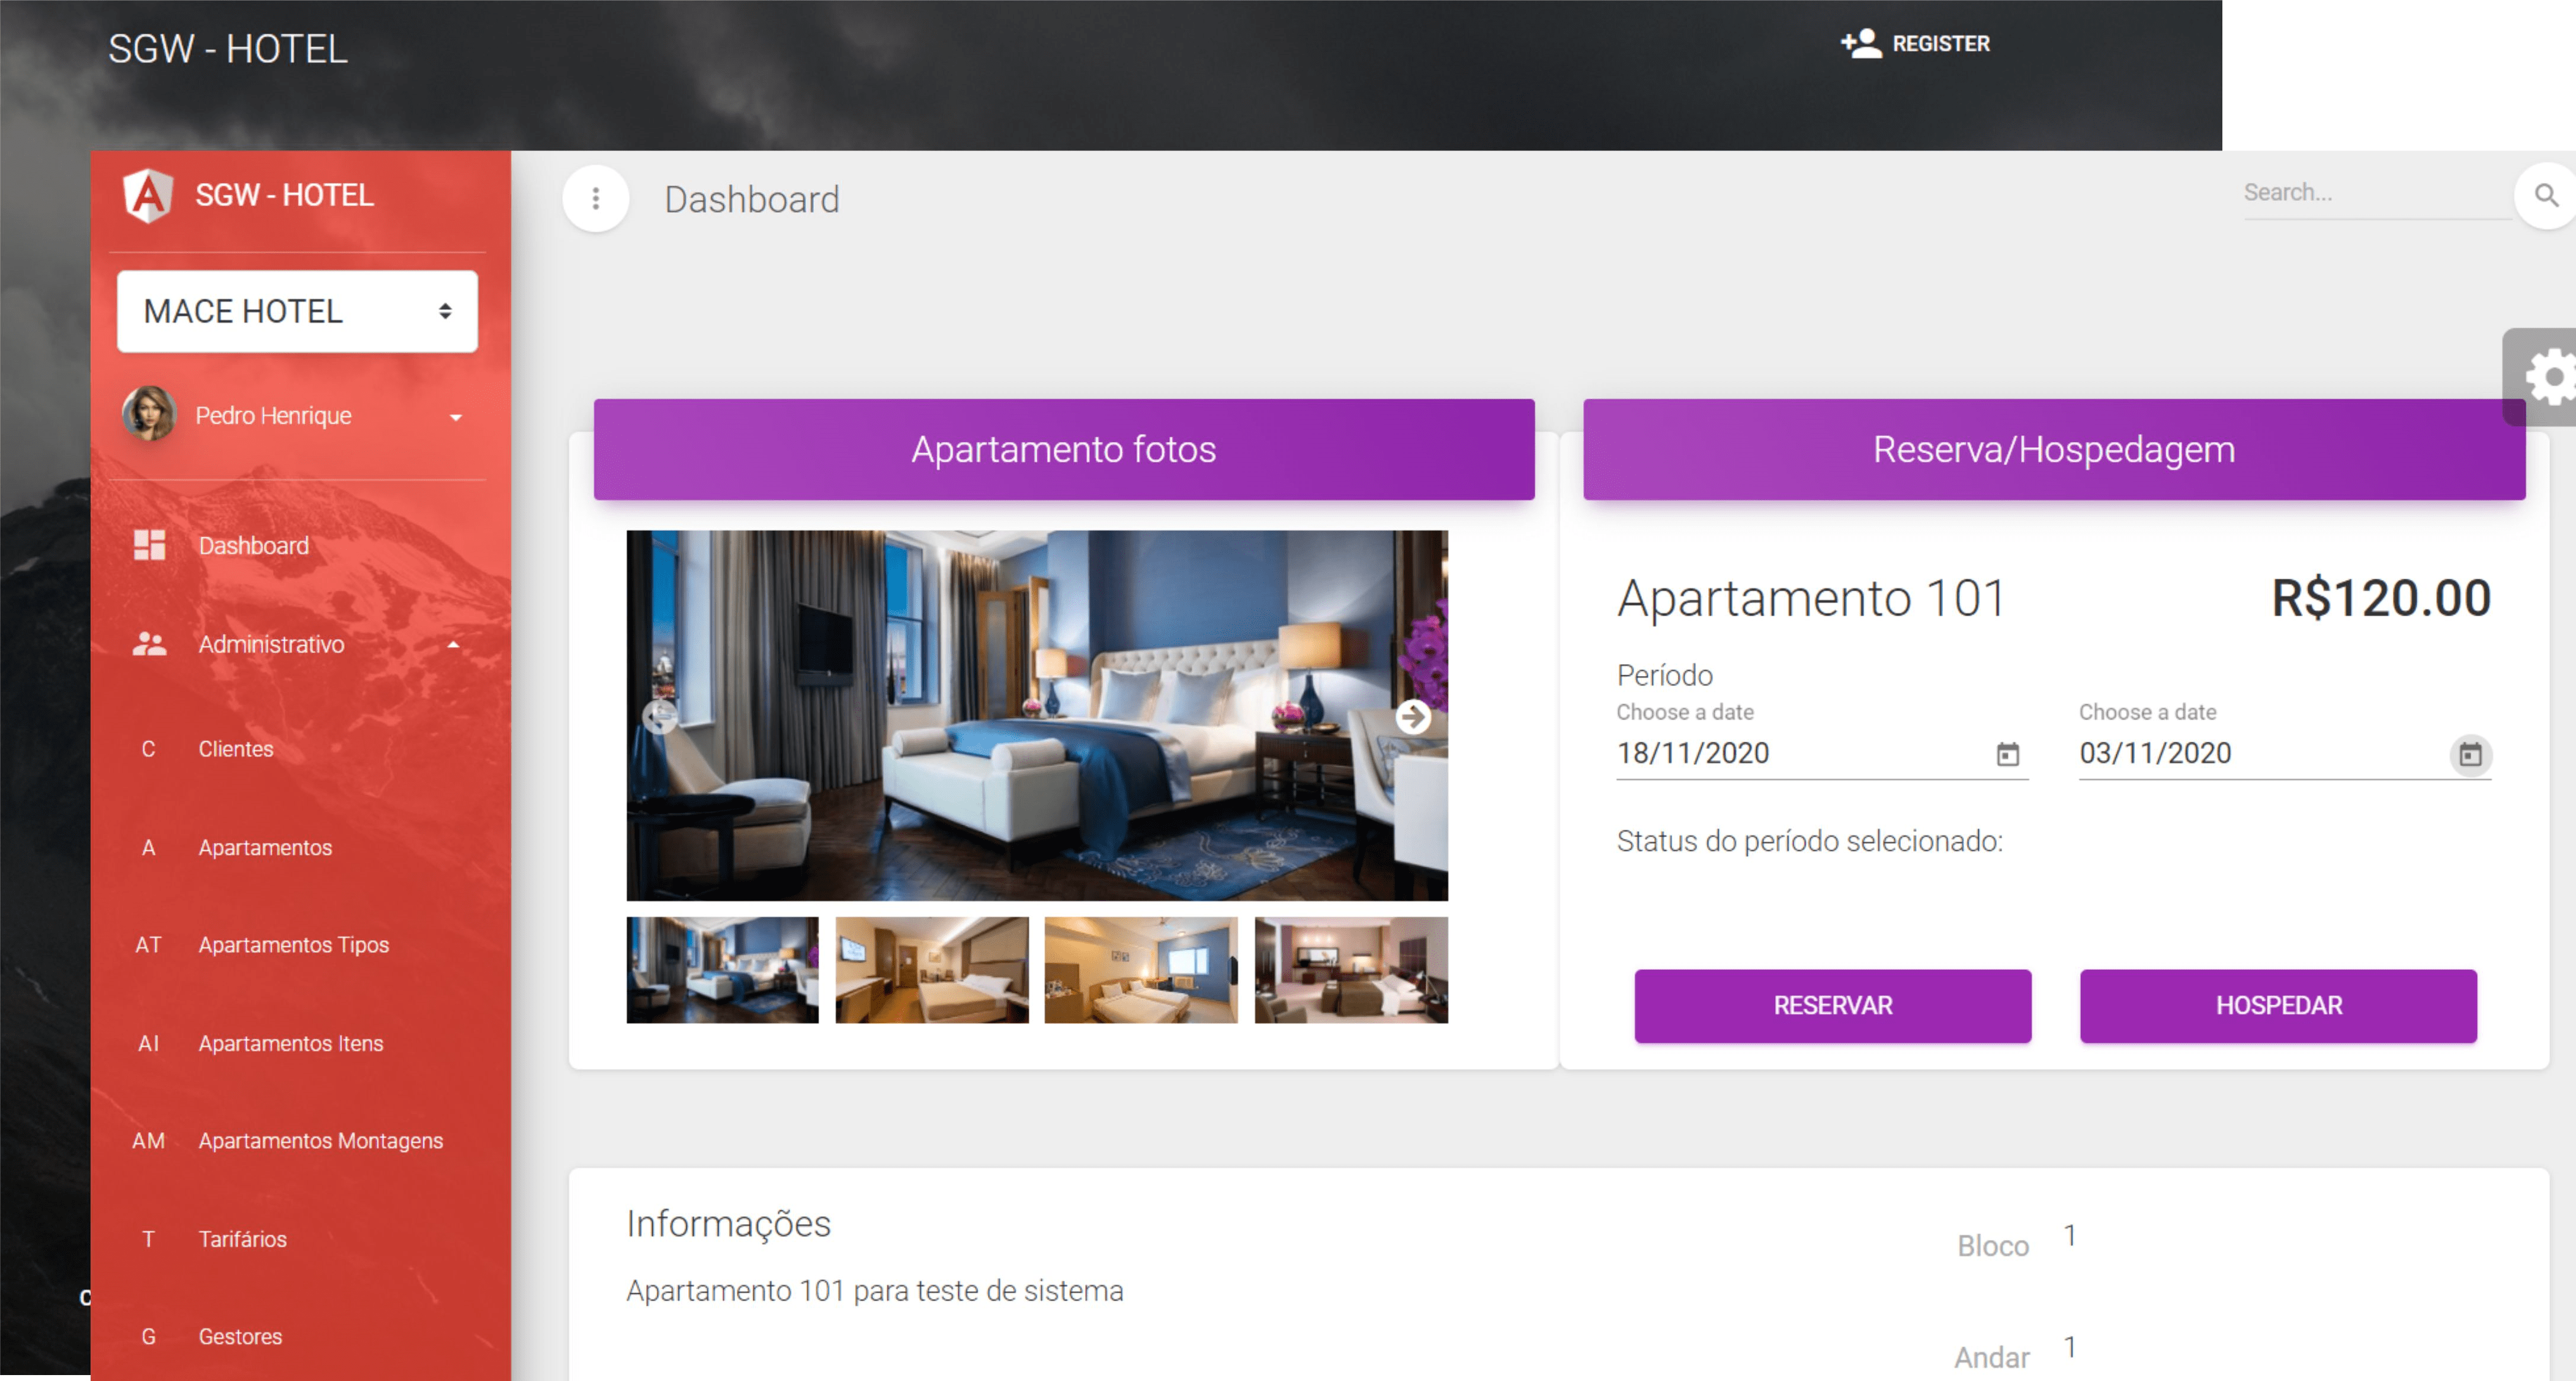 SGW - HOTEL
REGISTER
SGW - HOTEL
Dashboard
Search...
MACE HOTEL
Pedro Henrique
Apartamento fotos
Reserva/Hospedagem
Dashboard
Administrativo
Apartamento 101
R$120.00
Período
Choose a date
Choose a date
18/11/2020
03/11/2020
C Clientes
A Apartamentos
Status do período selecionado:
AT Apartamentos Tipos
RESERVAR
HOSPEDAR
AI Apartamentos Itens
AM Apartamentos Montagens
Informações
Bloco 1
T Tarifários
Apartamento 101 para teste de sistema
G Gestores
Andar 1